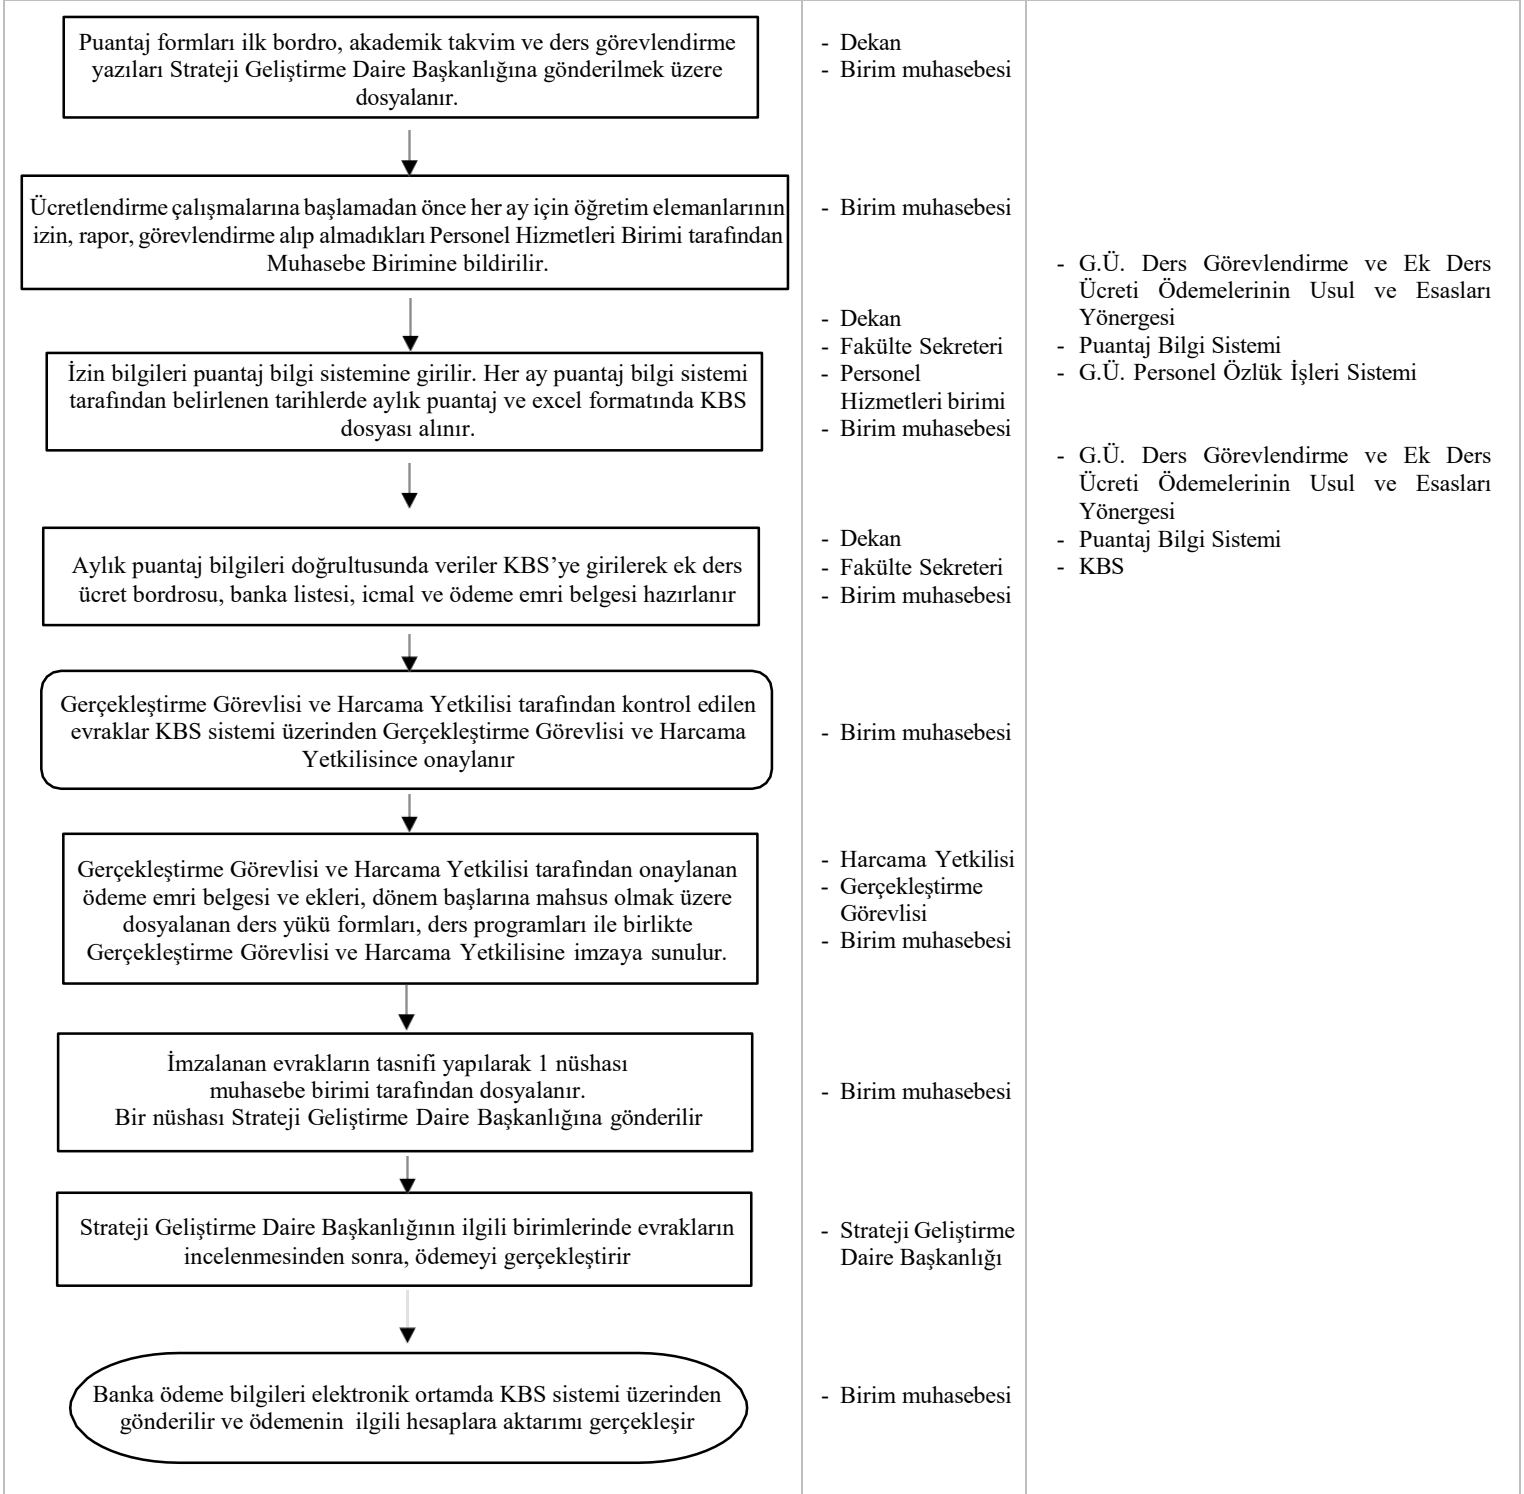 Puantaj formları ilk bordro, akademik takvim ve ders görevlendirme
yazıları Strateji Geliştirme Daire Başkanlığına gönderilmek üzere
dosyalanır.
- Dekan
- Birim muhasebesi
Ücretlendirme çalışmalarına başlamadan önce her ay için öğretim elemanlarının
izin, rapor, görevlendirme alıp almadıkları Personel Hizmetleri Birimi tarafından
Muhasebe Birimine bildirilir.
- Birim muhasebesi
İzin bilgileri puantaj bilgi sistemine girilir. Her ay puantaj bilgi sistemi
tarafından belirlenen tarihlerde aylık puantaj ve excel formatında KBS
dosyası alınır.
- Dekan
- Fakülte Sekreteri
- Personel
Hizmetleri birimi
- Birim muhasebesi
- G.Ü. Ders Görevlendirme ve Ek Ders
Ücreti Ödemelerinin Usul ve Esasları
Yönergesi
- Puantaj Bilgi Sistemi
- G.Ü. Personel Özlük İşleri Sistemi
Aylık puantaj bilgileri doğrultusunda veriler KBS’ye girilerek ek ders
ücret bordrosu, banka listesi, icmal ve ödeme emri belgesi hazırlanır
- Dekan
- Fakülte Sekreteri
- Birim muhasebesi
- G.Ü. Ders Görevlendirme ve Ek Ders
Ücreti Ödemelerinin Usul ve Esasları
Yönergesi
- Puantaj Bilgi Sistemi
- KBS
Gerçekleştirme Görevlisi ve Harcama Yetkilisi tarafından kontrol edilen
evraklar KBS sistemi üzerinden Gerçekleştirme Görevlisi ve Harcama
Yetkilisince onaylanır
- Birim muhasebesi
Gerçekleştirme Görevlisi ve Harcama Yetkilisi tarafından onaylanan
ödeme emri belgesi ve ekleri, dönem başlarına mahsus olmak üzere
dosyalanan ders yükü formları, ders programları ile birlikte
Gerçekleştirme Görevlisi ve Harcama Yetkilisine imzaya sunulur.
- Harcama Yetkilisi
- Gerçekleştirme
Görevlisi
- Birim muhasebesi
İmzalanan evrakların tasnifi yapılarak 1 nüshası
muhasebe birimi tarafından dosyalanır.
Bir nüshası Strateji Geliştirme Daire Başkanlığına gönderilir
- Birim muhasebesi
Strateji Geliştirme Daire Başkanlığının ilgili birimlerinde evrakların
incelenmesinden sonra, ödemeyi gerçekleştirir
- Strateji Geliştirme
Daire Başkanlığı
Banka ödeme bilgileri elektronik ortamda KBS sistemi üzerinden
gönderilir ve ödemenin ilgili hesaplara aktarımı gerçekleşir
- Birim muhasebesi